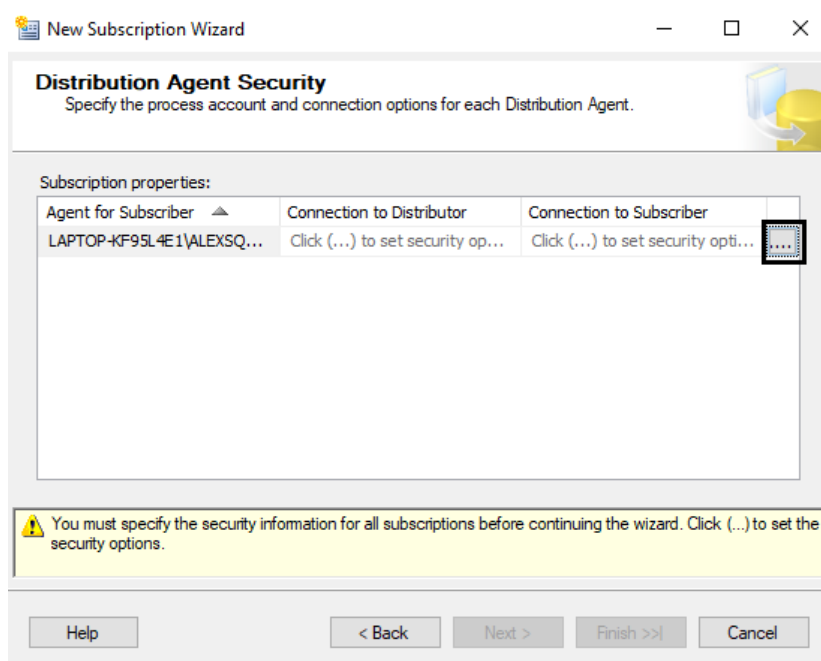 New Subscription Wizard
Distribution Agent Security
Specify the process account and connection options for each Distribution Agent.
Subscription properties:
Agent for Subscriber Connection to Distributor Connection to Subscriber
LAPTOP-KF95L4E1\ALEXSQ... Click (...) to set security op... Click (...) to set security opti... ....
You must specify the security information for all subscriptions before continuing the wizard. Click (...) to set the
security options.
Help < Back Next > Finish >>| Cancel